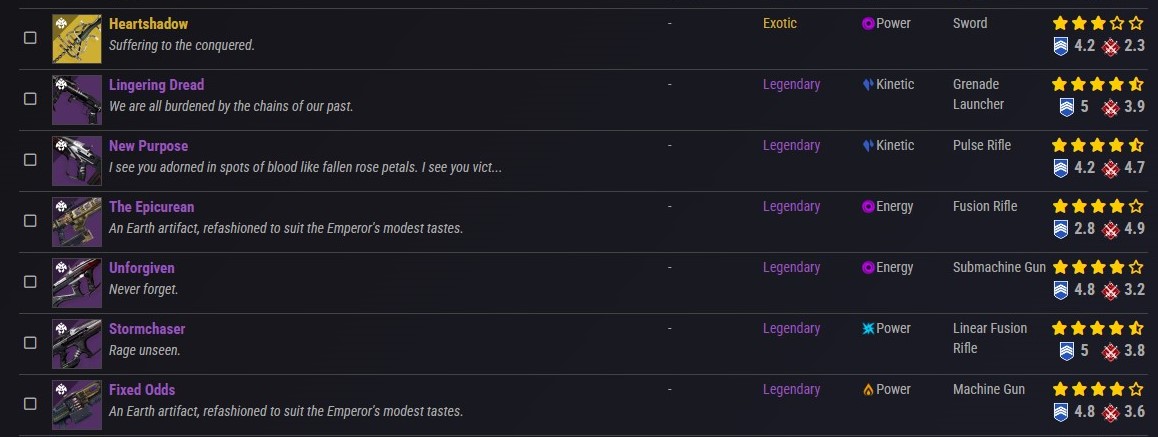 Heartshadow - Exotic Power Sword
Suffering to the conquered. 4.2 2.3
Lingering Dread - Legendary Kinetic Grenade
Launcher
We are all burdened by the chains of our past. 5 3.9
New Purpose - Legendary Kinetic Pulse Rifle
I see you adorned in spots of blood like fallen rose petals. I see you vict... 4.2 4.7
The Epicurean - Legendary Energy Fusion Rifle
An Earth artifact, refashioned to suit the Emperor's modest tastes. 2.8 4.9
Unforgiven - Legendary Energy Submachine Gun
Never forget. 4.8 3.2
Stormchaser - Legendary Power Linear Fusion
Rifle
Rage unseen. 5 3.8
Fixed Odds - Legendary Power Machine Gun
An Earth artifact, refashioned to suit the Emperor's modest tastes. 4.8 3.6